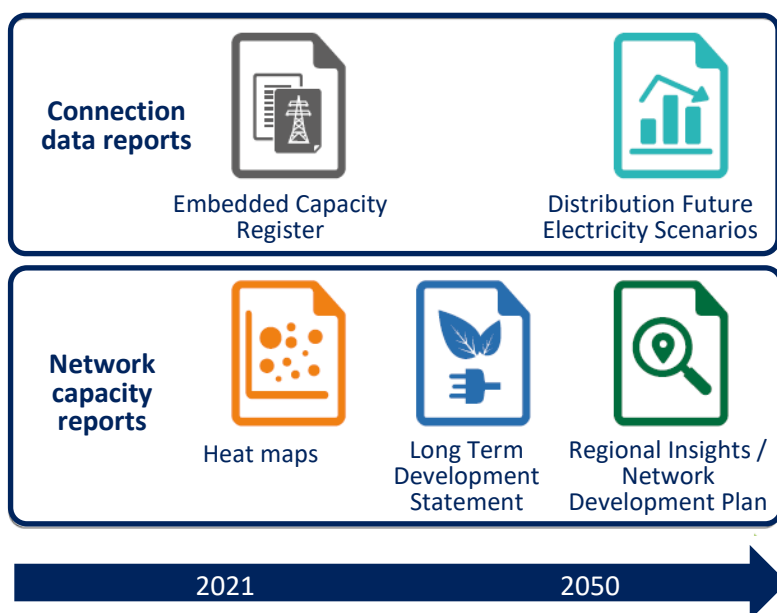 Connection
data reports
Embedded Capacity
Register
Distribution Future
Electricity Scenarios
Network
capacity
reports
Heat maps
Long Term
Development
Statement
Regional Insights /
Network
Development Plan
2021
2050